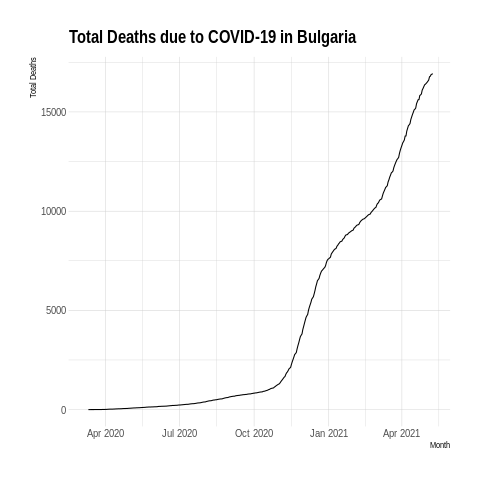 Total Deaths due to COVID-19 in Bulgaria
Total Deaths
15000
10000
5000
0
Apr 2020 Jul 2020 Oct 2020 Jan 2021 Apr 2021
Month